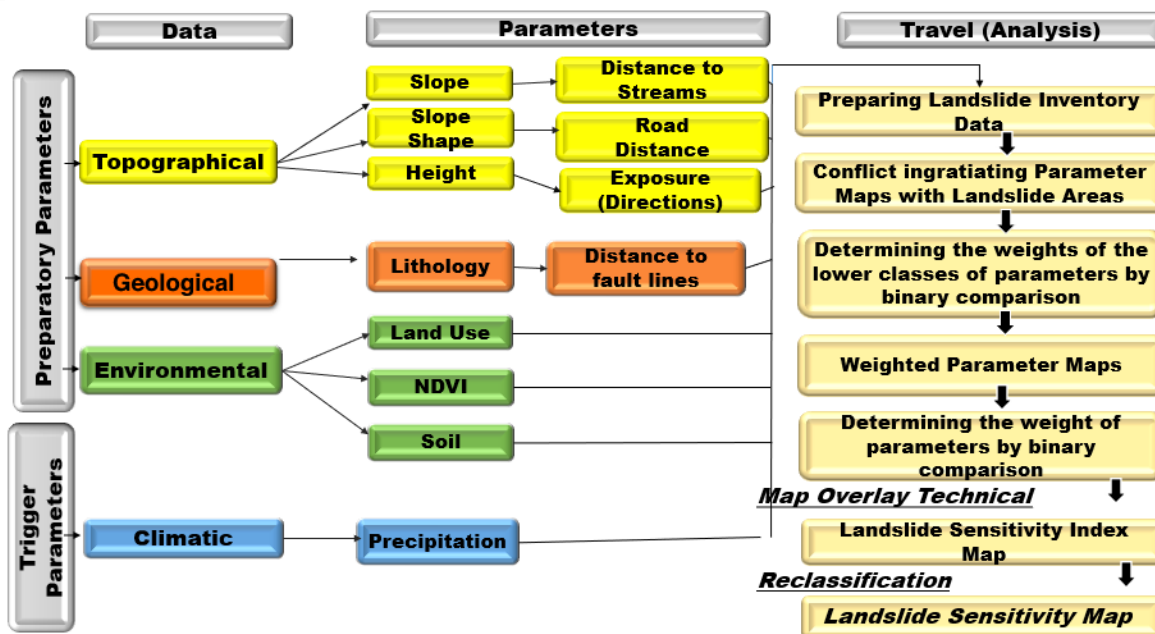 Data
Parameters
Travel (Analysis)
Preparatory Parameters
Topographical
Slope
Distance to
Streams
Slope
Shape
Road
Distance
Height
Exposure
(Directions)
Geological
Lithology
Distance to
fault lines
Environmental
Land Use
NDVI
Soil
Trigger
Parameters
Climatic
Precipitation
Preparing Landslide Inventory
Data
Conflict ingratiating Parameter
Maps with Landslide Areas
Determining the weights of the
lower classes of parameters by
binary comparison
Weighted Parameter Maps
Determining the weight of
parameters by binary
comparison
Map Overlay Technical
Landslide Sensitivity Index
Map
Reclassification
Landslide Sensitivity Map